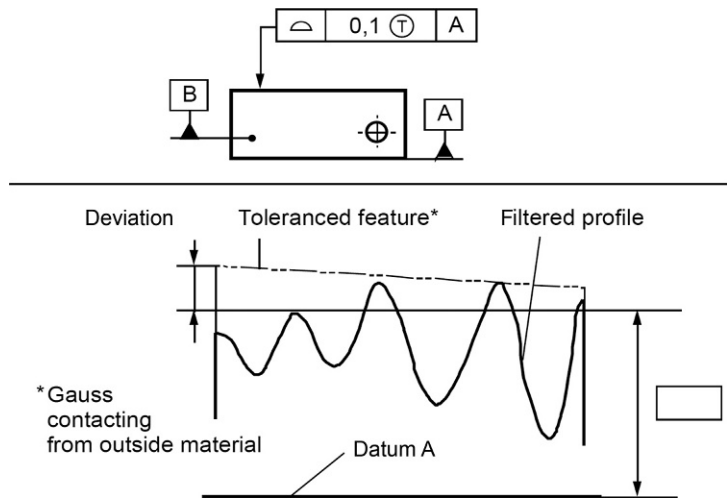 ⌓ 0,1 Ⓣ A
B
A
Deviation Toleranced feature* Filtered profile
*Gauss
contacting
from outside material
Datum A